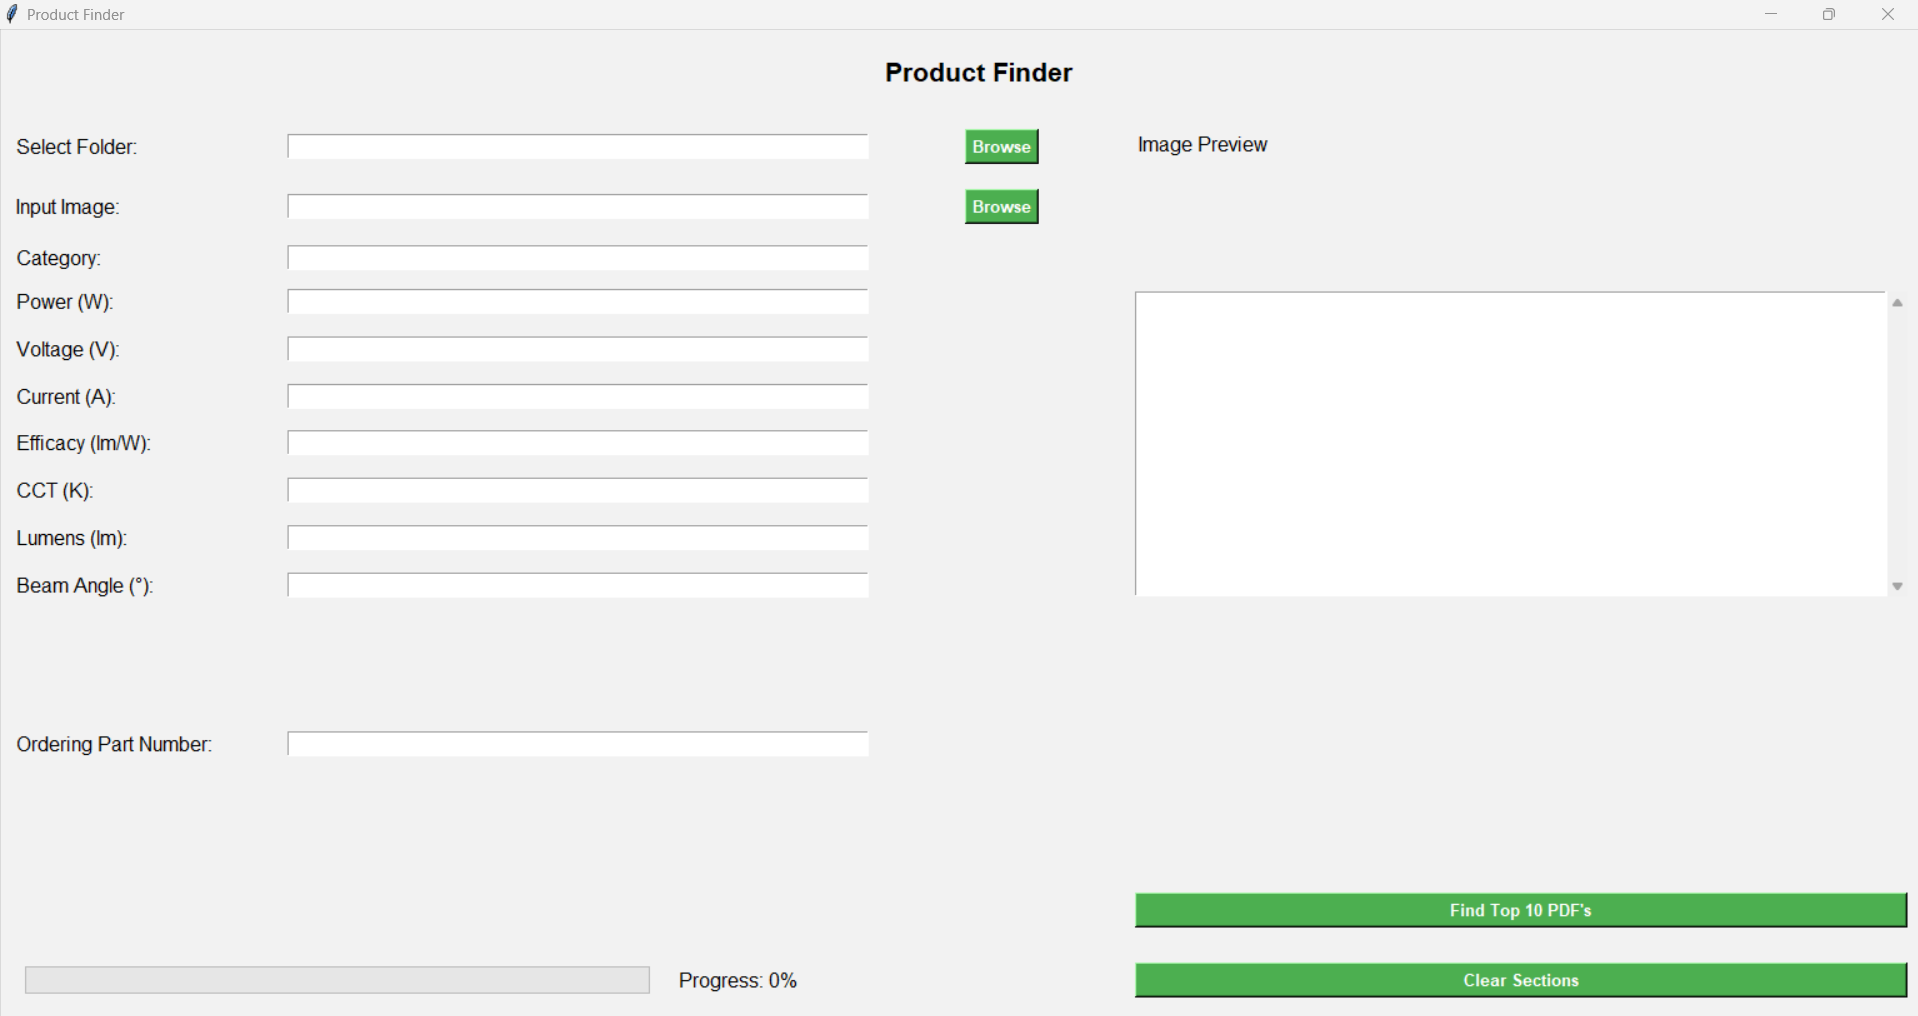 Product Finder
Product Finder
Select Folder:
Browse
Image Preview
Input Image:
Browse
Category:
Power (W):
Voltage (V):
Current (A):
Efficacy (lm/W):
CCT (K):
Lumens (lm):
Beam Angle (°):
Ordering Part Number:
Find Top 10 PDF's
Progress: 0%
Clear Sections